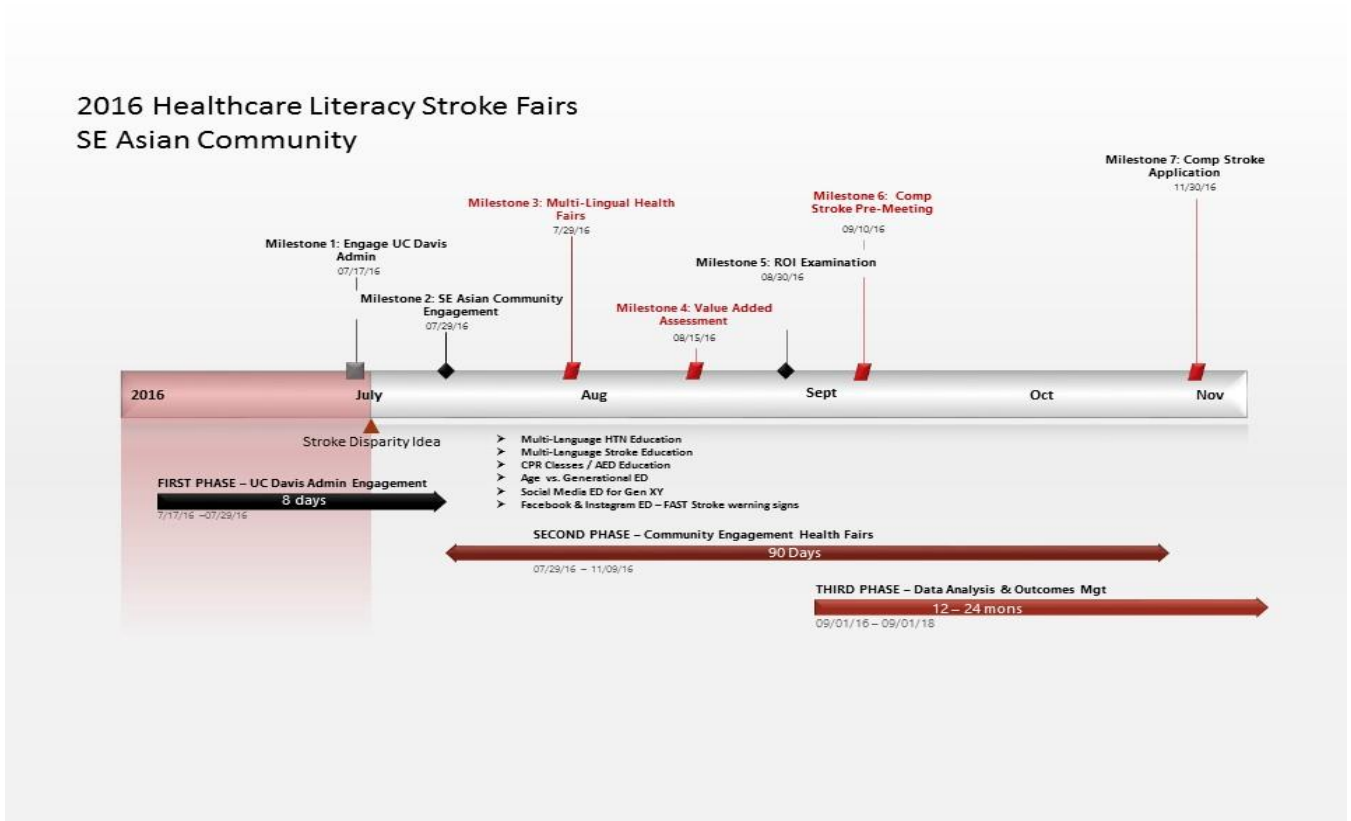 2016 Healthcare Literacy Stroke Fairs
SE Asian Community
Milestone 1: Engage UC Davis
Admin
07/17/16
Milestone 2: SE Asian Community
Engagement
07/29/16
Milestone 3: Multi-Lingual Health
Fairs
7/29/16
Milestone 4: Value Added
Assessment
08/15/16
Milestone 5: ROI Examination
08/30/16
Milestone 6: Comp
Stroke Pre-Meeting
09/10/16
Milestone 7: Comp Stroke
Application
11/30/16
2016 July Aug Sept Oct Nov
Stroke Disparity Idea
➢ Multi-Language HTN Education
➢ Multi-Language Stroke Education
➢ CPR Classes / AED Education
➢ Age vs. Generational ED
➢ Social Media ED for Gen XY
➢ Facebook & Instagram ED – FAST Stroke warning signs
FIRST PHASE – UC Davis Admin Engagement
8 days
7/17/16 –07/29/16
SECOND PHASE – Community Engagement Health Fairs
90 Days
07/29/16 – 11/09/16
THIRD PHASE – Data Analysis & Outcomes Mgt
12 – 24 mons
09/01/16 – 09/01/18